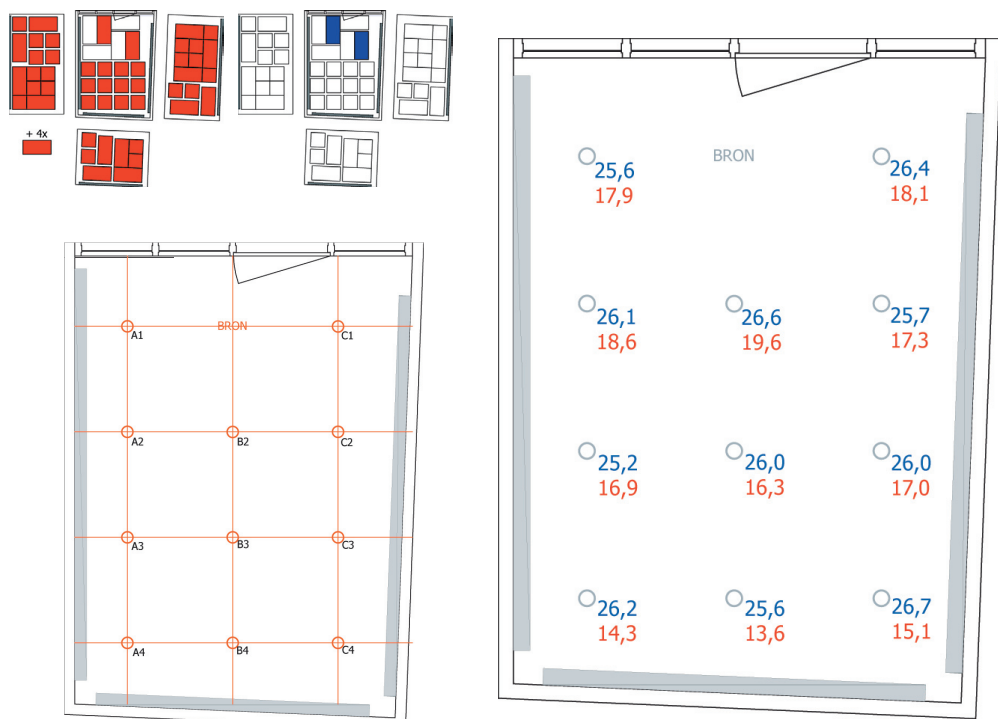 + 4x
BRON
A1
C1
A2
B2
C2
A3
B3
C3
A4
B4
C4
BRON
25,6
17,9
26,4
18,1
26,1
18,6
26,6
19,6
25,7
17,3
25,2
16,9
26,0
16,3
26,0
17,0
26,2
14,3
25,6
13,6
26,7
15,1